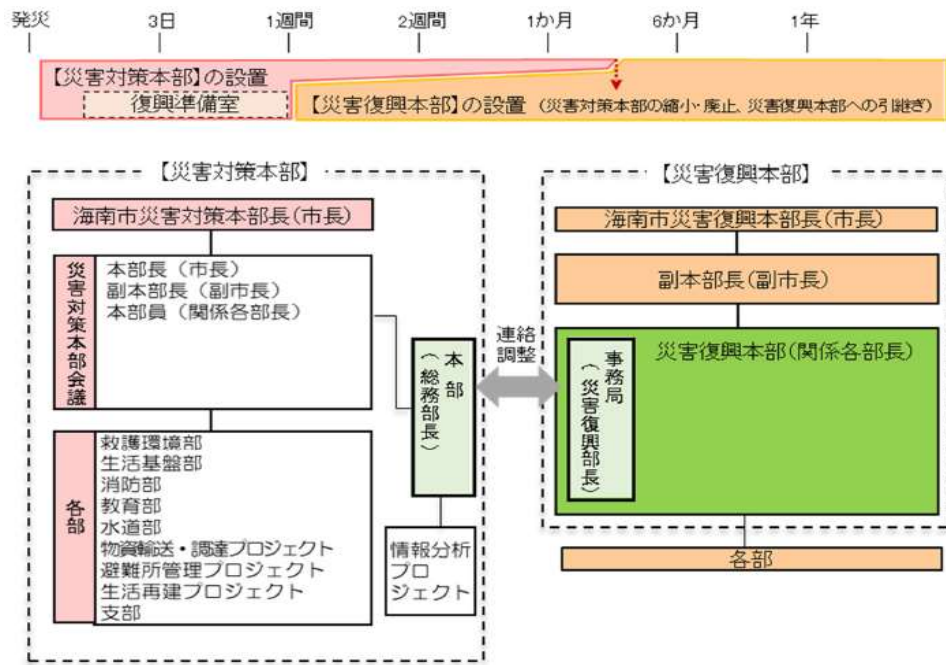 発災
3日
1週間
2週間
1か月
6か月
1年
【災害対策本部】の設置
復興準備室
【災害復興本部】の設置（災害対策本部の縮小・廃止、災害復興本部への引継ぎ）
【災害対策本部】
海南市災害対策本部長（市長）
災害対策本部会議
本部長（市長）
副本部長（副市長）
本部員（関係各部長）
本部
（総務部長）
各部
救護環境部
生活基盤部
消防部
教育部
水道部
物資輸送・調達プロジェクト
避難所管理プロジェクト
生活再建プロジェクト
支部
情報分析
プロ
ジェクト
連絡
調整
【災害復興本部】
海南市災害復興本部長（市長）
副本部長（副市長）
災害復興本部（関係各部長）
事務局
（災害復興部長）
各部